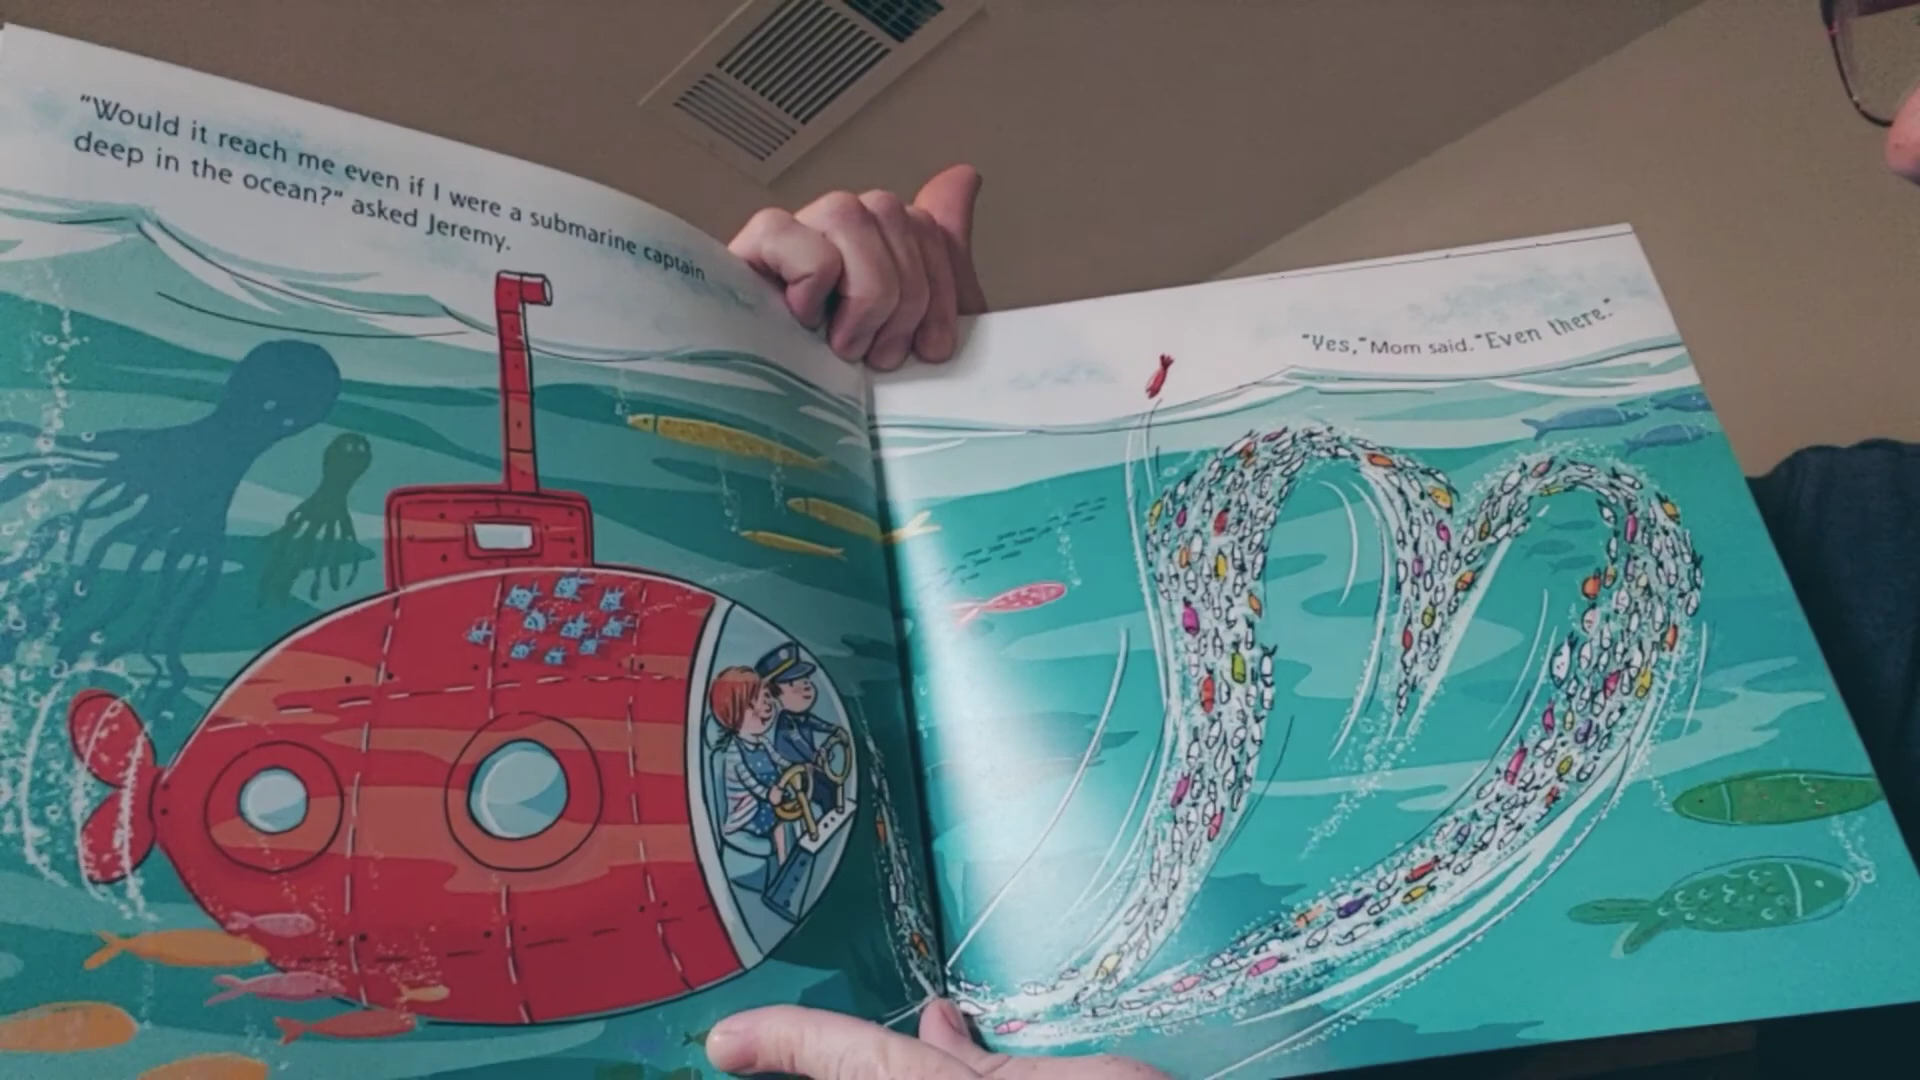 "Would it reach me even if I were a submarine captain
deep in the ocean?" asked Jeremy.
"Yes," Mom said. "Even there."